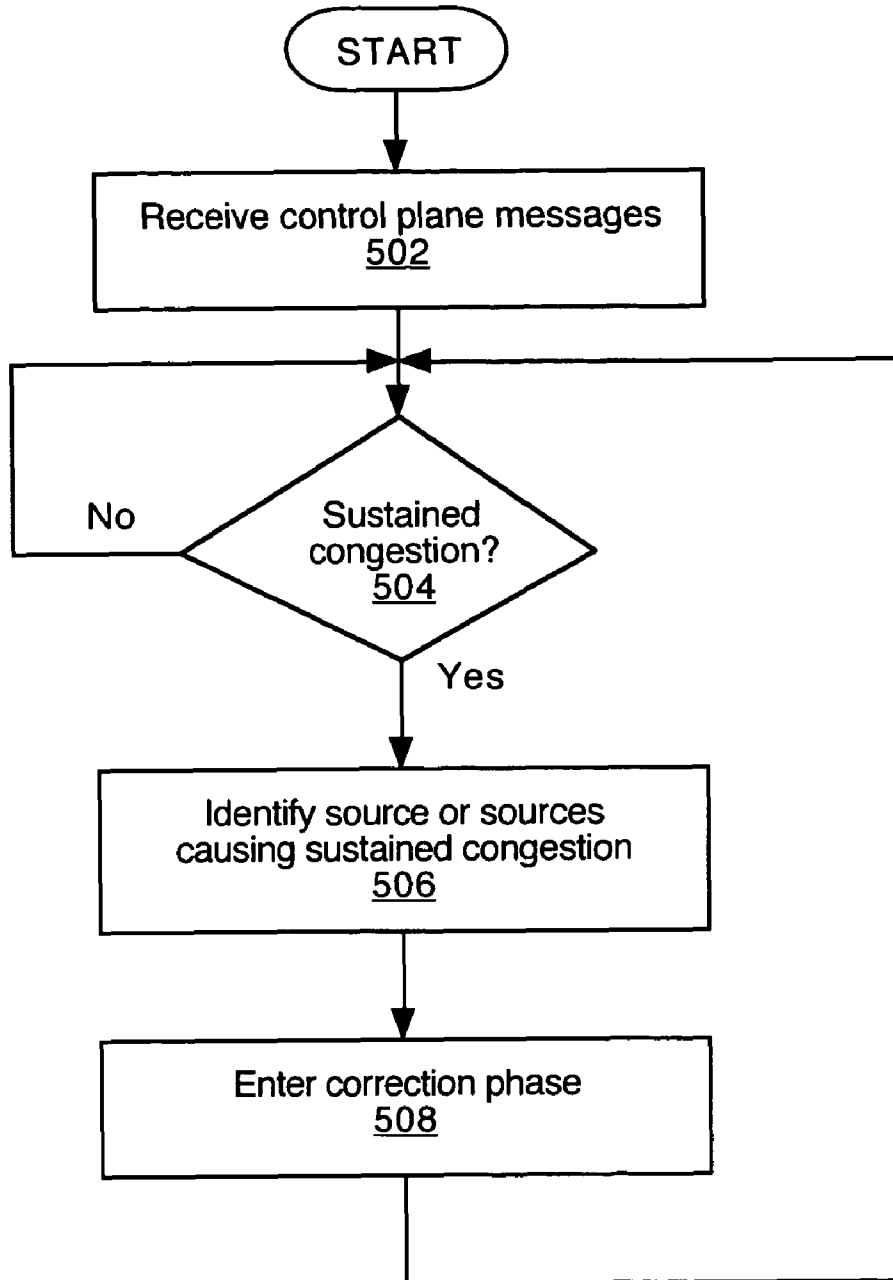 START
Receive control plane messages
502
No
Sustained
congestion?
504
Yes
Identify source or sources
causing sustained congestion
506
Enter correction phase
508